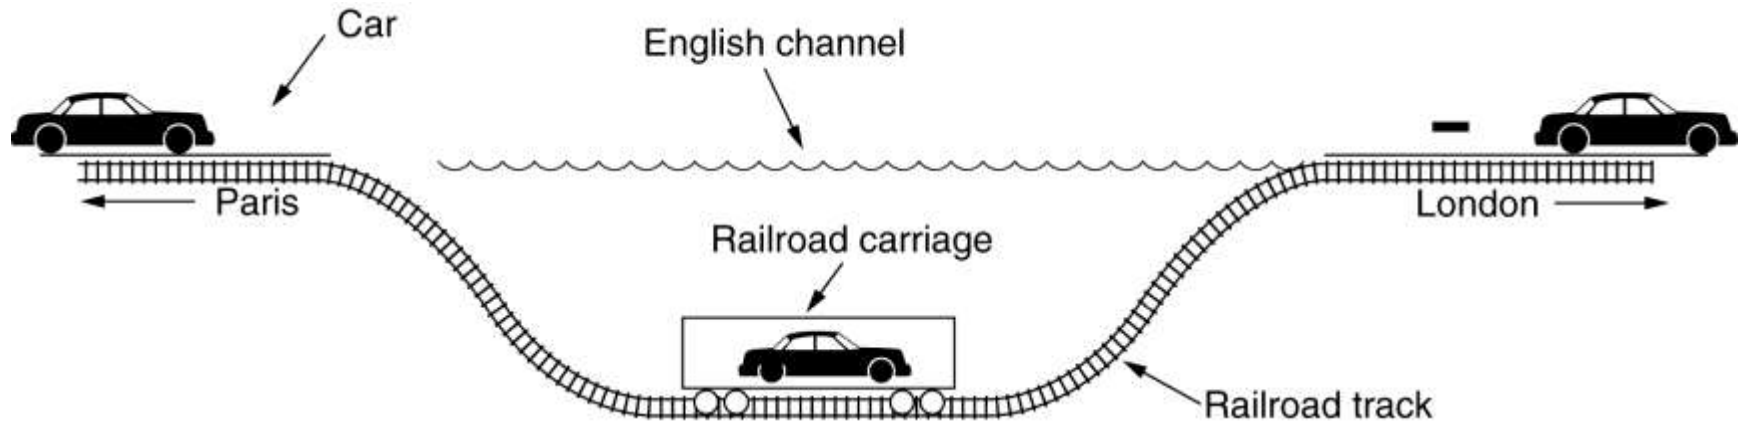 Car
English channel
Paris
London
Railroad carriage
Railroad track